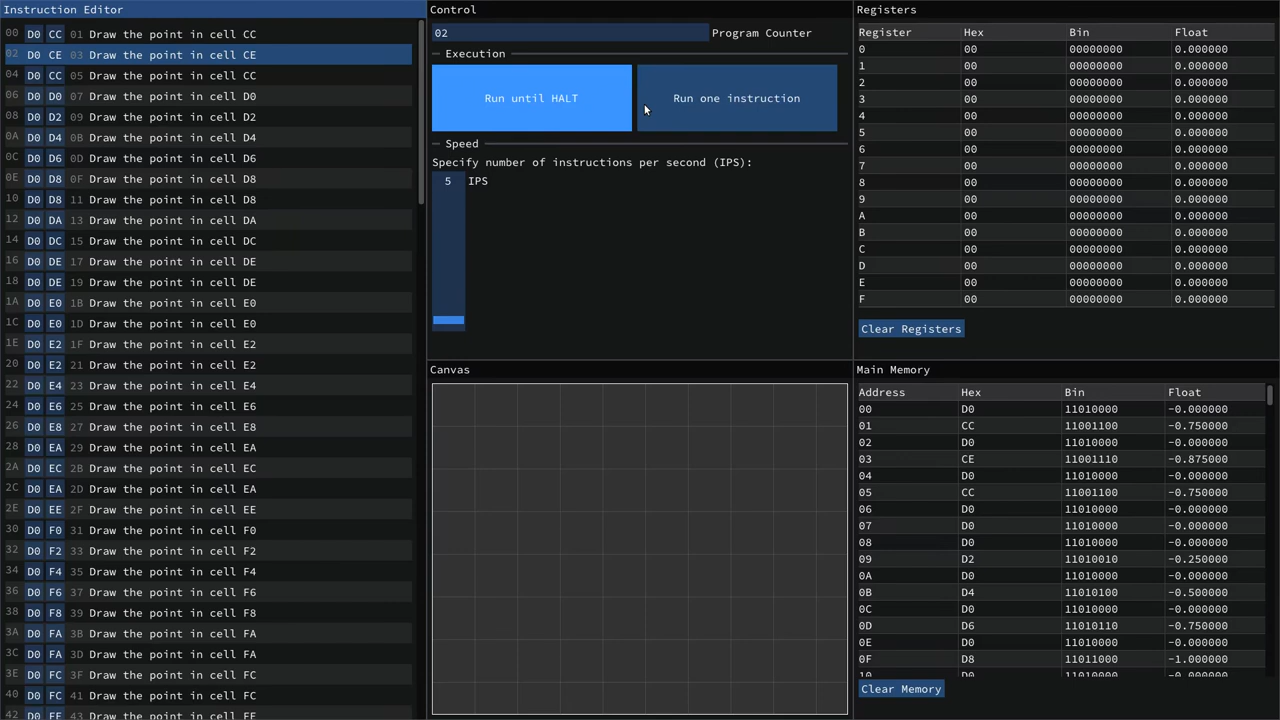 Instruction Editor
00 D0 CC 01 Draw the point in cell CC
02 D0 CE 03 Draw the point in cell CE
04 D0 CC 05 Draw the point in cell CC
06 D0 D0 07 Draw the point in cell D0
08 D0 D2 09 Draw the point in cell D2
0A D0 D4 0B Draw the point in cell D4
0C D0 D6 0D Draw the point in cell D6
0E D0 D8 0F Draw the point in cell D8
10 D0 D8 11 Draw the point in cell D8
12 D0 DA 13 Draw the point in cell DA
14 D0 DC 15 Draw the point in cell DC
16 D0 DE 17 Draw the point in cell DE
18 D0 DE 19 Draw the point in cell DE
1A D0 E0 1B Draw the point in cell E0
1C D0 E0 1D Draw the point in cell E0
1E D0 E2 1F Draw the point in cell E2
20 D0 E2 21 Draw the point in cell E2
22 D0 E4 23 Draw the point in cell E4
24 D0 E6 25 Draw the point in cell E6
26 D0 E8 27 Draw the point in cell E8
28 D0 EA 29 Draw the point in cell EA
2A D0 EC 2B Draw the point in cell EC
2C D0 EA 2D Draw the point in cell EA
2E D0 EE 2F Draw the point in cell EE
30 D0 F0 31 Draw the point in cell F0
32 D0 F2 33 Draw the point in cell F2
34 D0 F4 35 Draw the point in cell F4
36 D0 F6 37 Draw the point in cell F6
38 D0 F8 39 Draw the point in cell F8
3A D0 FA 3B Draw the point in cell FA
3C D0 FA 3D Draw the point in cell FA
3E D0 FC 3F Draw the point in cell FC
40 D0 FC 41 Draw the point in cell FC
42 D0 FE 43 Draw the point in cell FE
Control
02 Program Counter
Execution
Run until HALT
Run one instruction
Speed
Specify number of instructions per second (IPS):
5 IPS
Canvas
Registers
Register Hex Bin Float
0 00 00000000 0.000000
1 00 00000000 0.000000
2 00 00000000 0.000000
3 00 00000000 0.000000
4 00 00000000 0.000000
5 00 00000000 0.000000
6 00 00000000 0.000000
7 00 00000000 0.000000
8 00 00000000 0.000000
9 00 00000000 0.000000
A 00 00000000 0.000000
B 00 00000000 0.000000
C 00 00000000 0.000000
D 00 00000000 0.000000
E 00 00000000 0.000000
F 00 00000000 0.000000
Clear Registers
Main Memory
Address Hex Bin Float
00 D0 11010000 -0.000000
01 CC 11001100 -0.750000
02 D0 11010000 -0.000000
03 CE 11001110 -0.875000
04 D0 11010000 -0.000000
05 CC 11001100 -0.750000
06 D0 11010000 -0.000000
07 D0 11010000 -0.000000
08 D0 11010000 -0.000000
09 D2 11010010 -0.250000
0A D0 11010000 -0.000000
0B D4 11010100 -0.500000
0C D0 11010000 -0.000000
0D D6 11010110 -0.750000
0E D0 11010000 -0.000000
0F D8 11011000 -1.000000
10 D0 11010000 -0.000000
Clear Memory